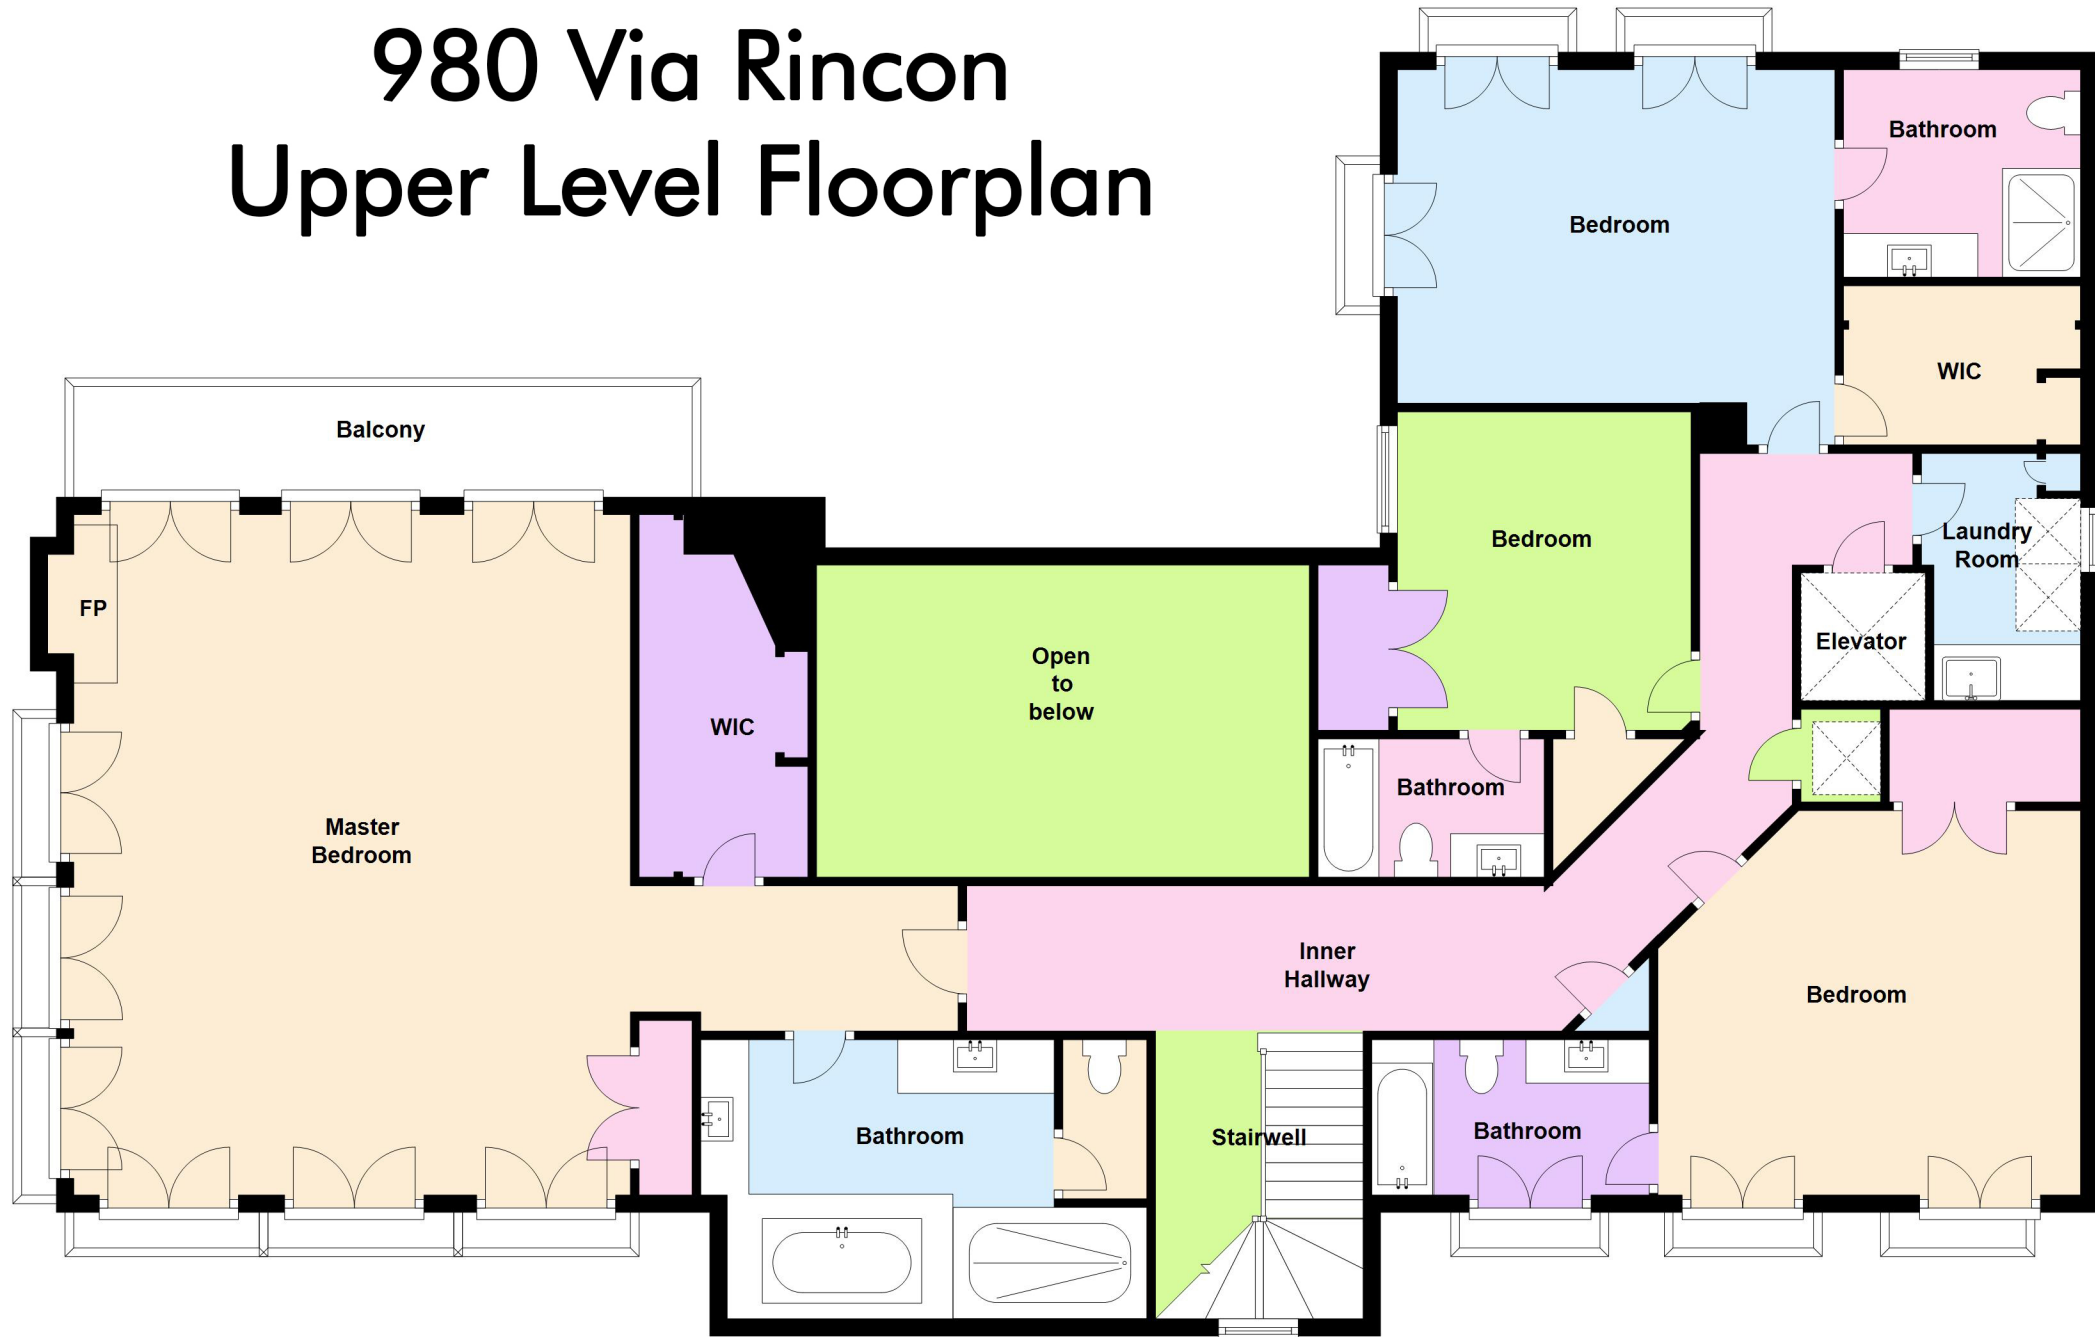 980 Via Rincon
Upper Level Floorplan
Bathroom
Bedroom
WIC
Balcony
Bedroom
Laundry
Room
FP
Elevator
Open
to
below
WIC
Bathroom
Master
Bedroom
Inner
Hallway
Bedroom
Bathroom
Stairwell
Bathroom